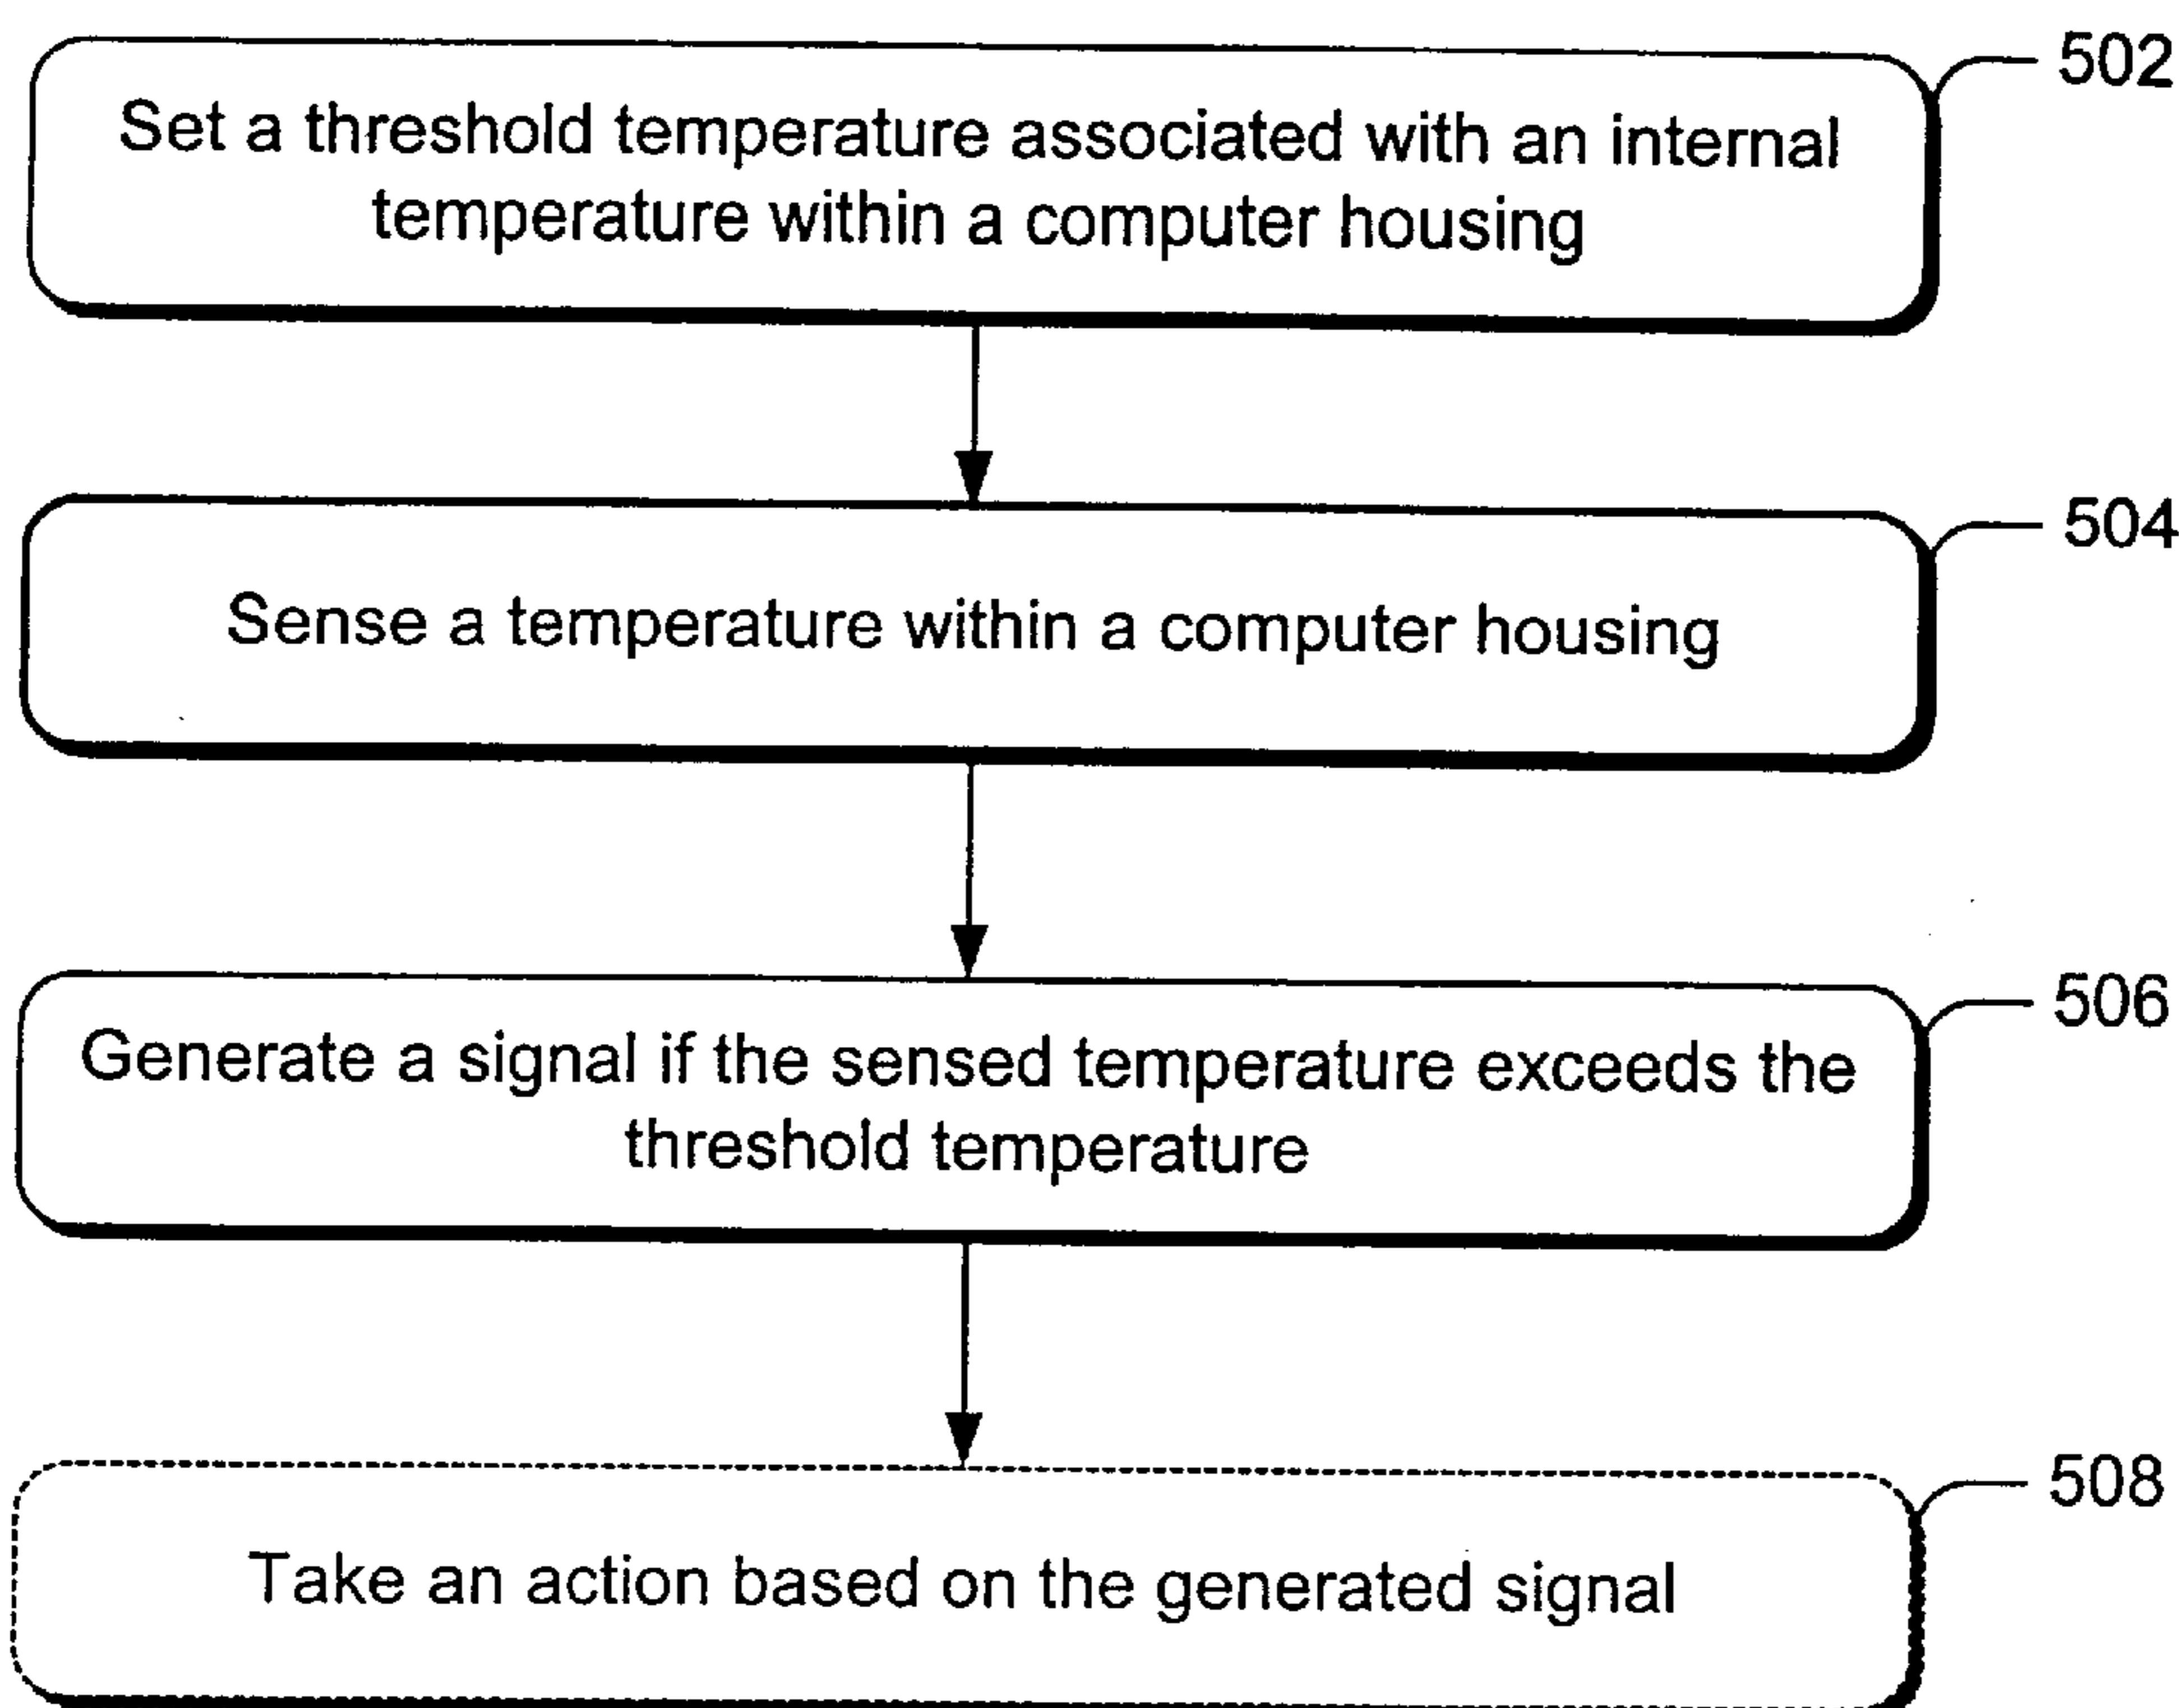 502
Set a threshold temperature associated with an internal
temperature within a computer housing
504
Sense a temperature within a computer housing
506
Generate a signal if the sensed temperature exceeds the
threshold temperature
508
Take an action based on the generated signal